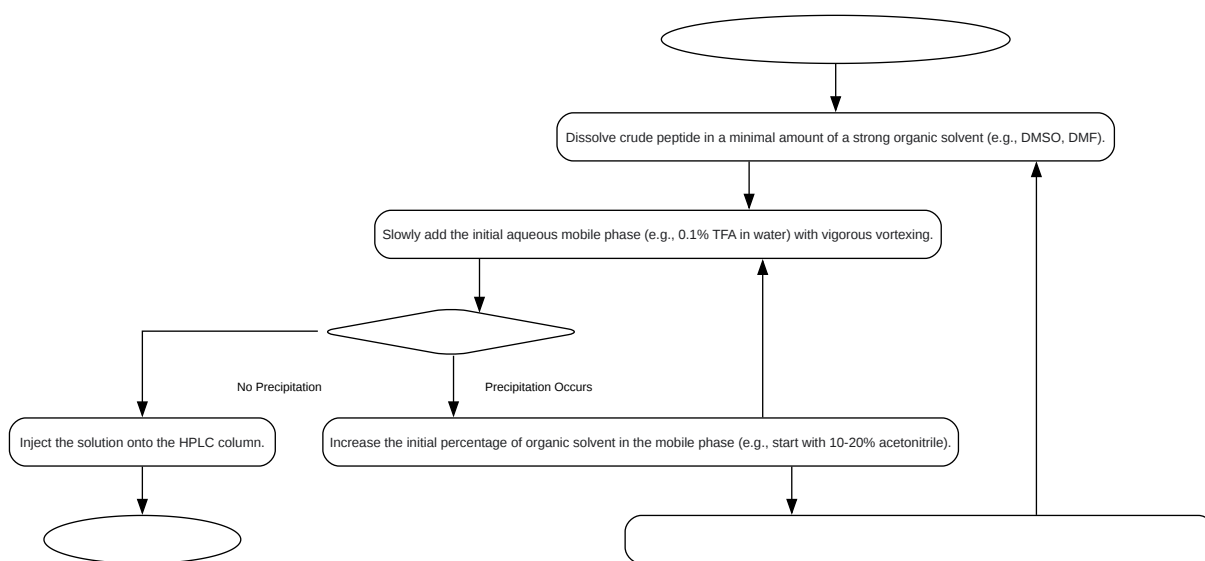 Dissolve crude peptide in a minimal amount of a strong organic solvent (e.g., DMSO, DMF).
Slowly add the initial aqueous mobile phase (e.g., 0.1% TFA in water) with vigorous vortexing.
No Precipitation
Precipitation Occurs
Inject the solution onto the HPLC column.
Increase the initial percentage of organic solvent in the mobile phase (e.g., start with 10-20% acetonitrile).